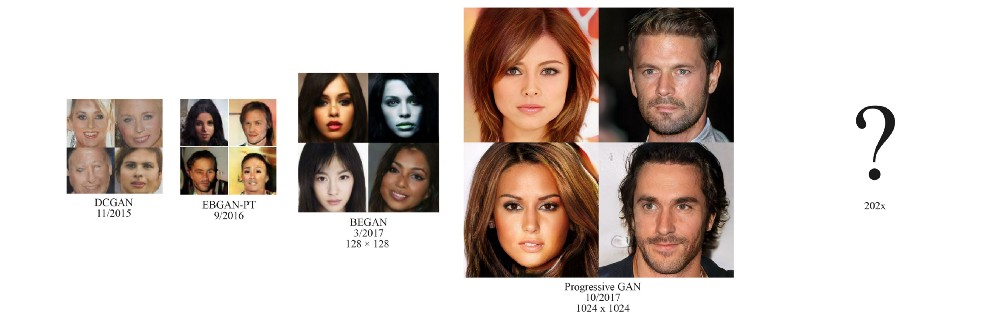 DCGAN
11/2015
EBGAN-PT
9/2016
BEGAN
3/2017
128 × 128
Progressive GAN
10/2017
1024 x 1024
?
202x